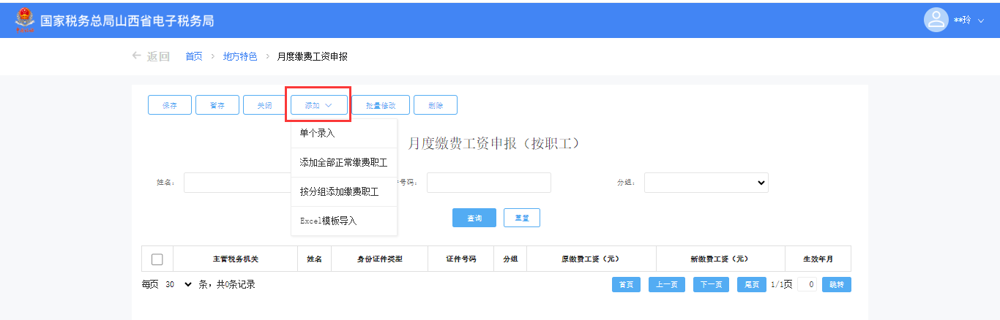 国家税务总局山西省电子税务局
**玲
返回 首页 地方特色 月度缴费工资申报
保存 暂存 关闭 添加 批量修改 删除
单个录入
添加全部正常缴费职工
按分组添加缴费职工
Excel模板导入
月度缴费工资申报（按职工）
姓名： 号码： 分组：
查询 重置
主管税务机关 姓名 身份证件类型 证件号码 分组 原缴费工资（元） 新缴费工资（元） 生效年月
每页 30 条，共0条记录 首页 上一页 下一页 尾页 1/1页 0 跳转